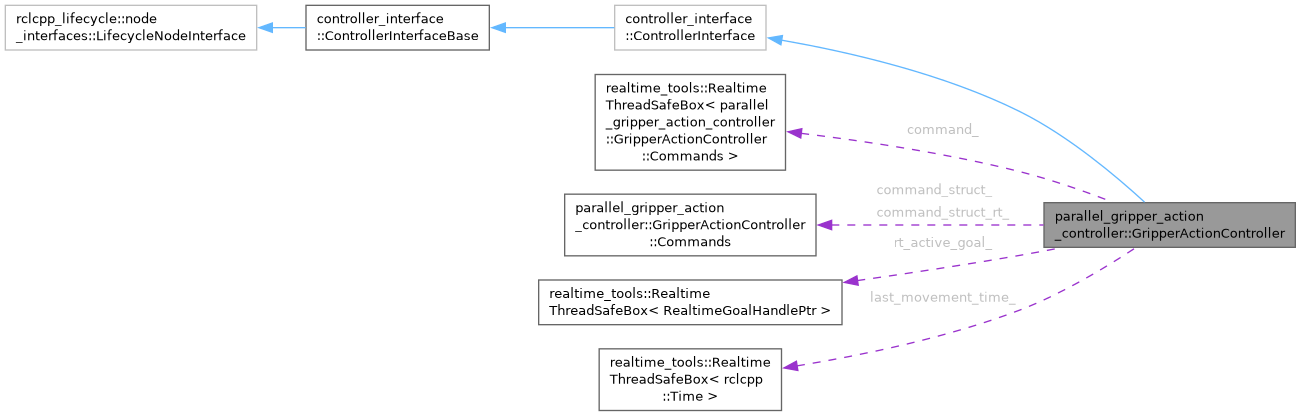 rclcpp_lifecycle::node
_interfaces::LifecycleNodeInterface
controller_interface
::ControllerInterfaceBase
controller_interface
::ControllerInterface
realtime_tools::Realtime
ThreadSafeBox< parallel
_gripper_action_controller
::GripperActionController
::Commands >
command_
parallel_gripper_action
_controller::GripperActionController
::Commands
command_struct_
command_struct_rt_
parallel_gripper_action
_controller::GripperActionController
realtime_tools::Realtime
ThreadSafeBox< RealtimeGoalHandlePtr >
rt_active_goal_
realtime_tools::Realtime
ThreadSafeBox< rclcpp
::Time >
last_movement_time_